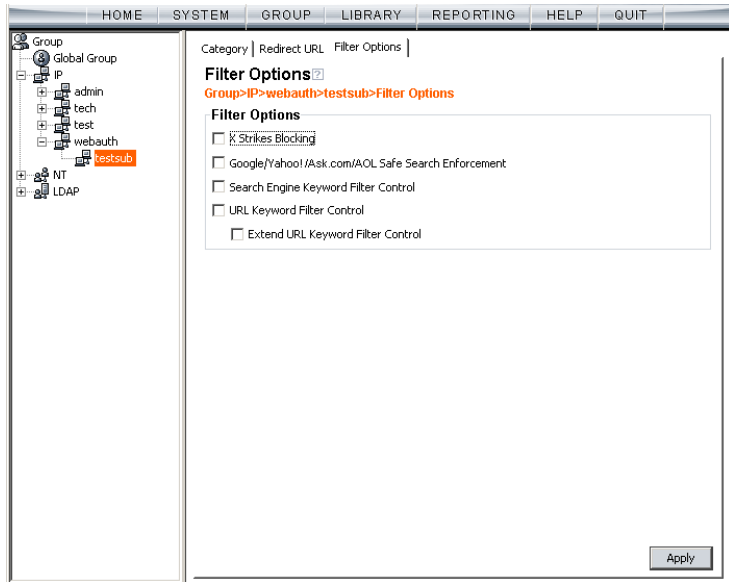 HOME SYSTEM GROUP LIBRARY REPORTING HELP QUIT
Group
Global Group
IP
admin
tech
test
webauth
testsub
NT
LDAP
Category Redirect URL Filter Options
Filter Options ?
Group>IP>webauth>testsub>Filter Options
Filter Options
X Strikes Blocking
Google/Yahoo!/Ask.com/AOL Safe Search Enforcement
Search Engine Keyword Filter Control
URL Keyword Filter Control
Extend URL Keyword Filter Control
Apply